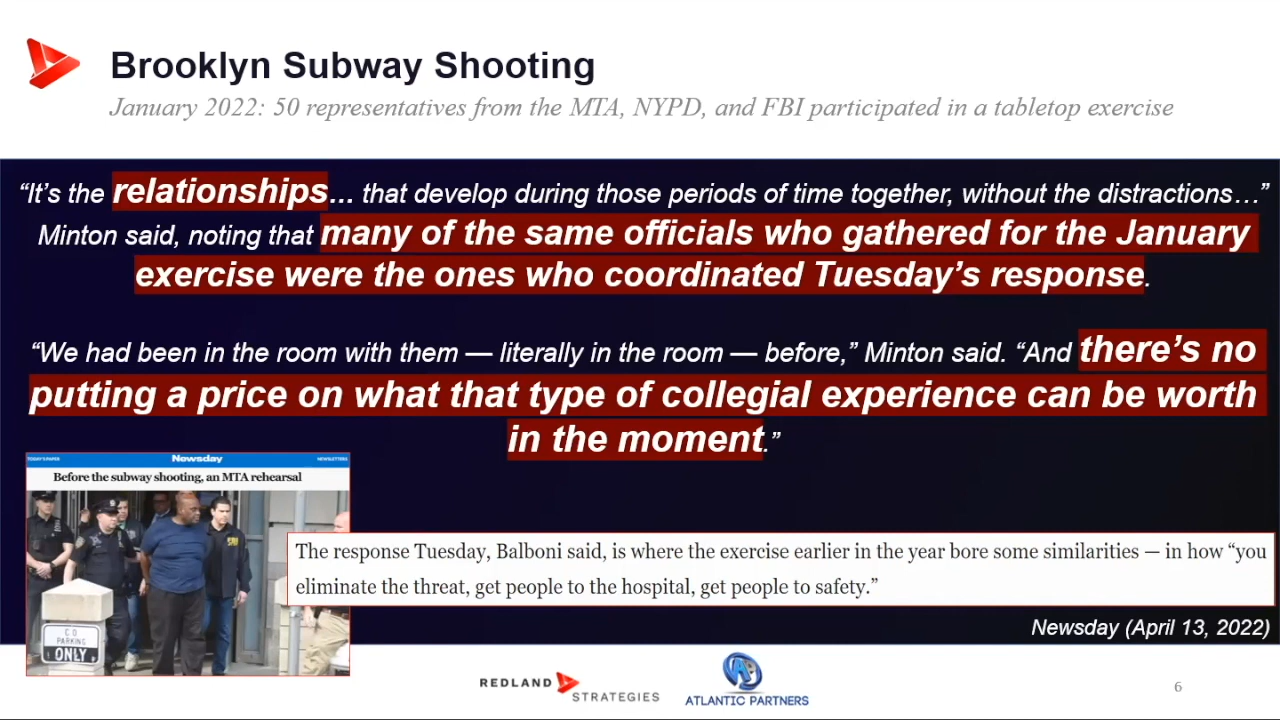 Brooklyn Subway Shooting
January 2022: 50 representatives from the MTA, NYPD, and FBI participated in a tabletop exercise
“It’s the relationships... that develop during those periods of time together, without the distractions…”
Minton said, noting that many of the same officials who gathered for the January
exercise were the ones who coordinated Tuesday’s response.
“We had been in the room with them — literally in the room — before,” Minton said. “And there’s no
putting a price on what that type of collegial experience can be worth
in the moment.”
TODAY'S PAPER Newsday NEWSLETTERS
Before the subway shooting, an MTA rehearsal
FBI
PARKING
ONLY
The response Tuesday, Balboni said, is where the exercise earlier in the year bore some similarities — in how “you
eliminate the threat, get people to the hospital, get people to safety.”
Newsday (April 13, 2022)
REDLAND STRATEGIES
ATLANTIC PARTNERS
6